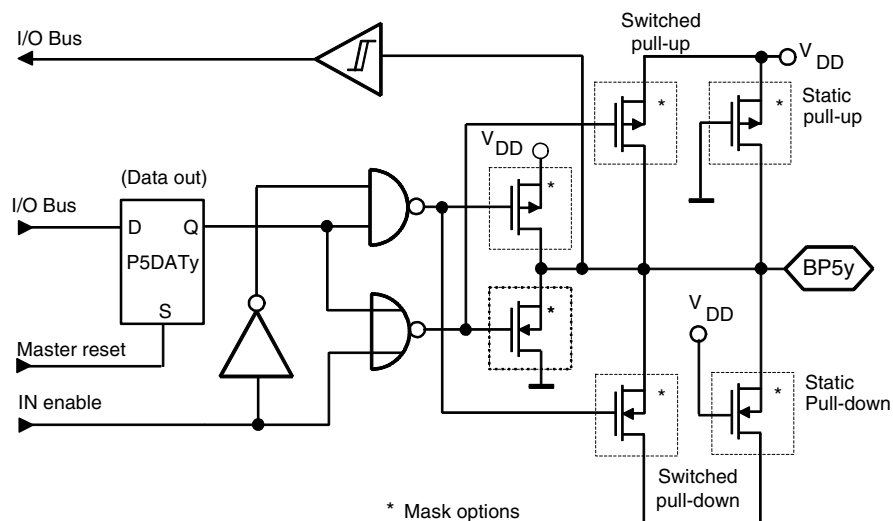 I/O Bus
Switched
pull-up
V
DD
Static
pull-up
*
*
V
DD
*
(Data out)
I/O Bus
D
Q
P5DATy
S
BP5y
*
V
DD
Master reset
IN enable
*
*
Static
Pull-down
Switched
pull-down
* Mask options